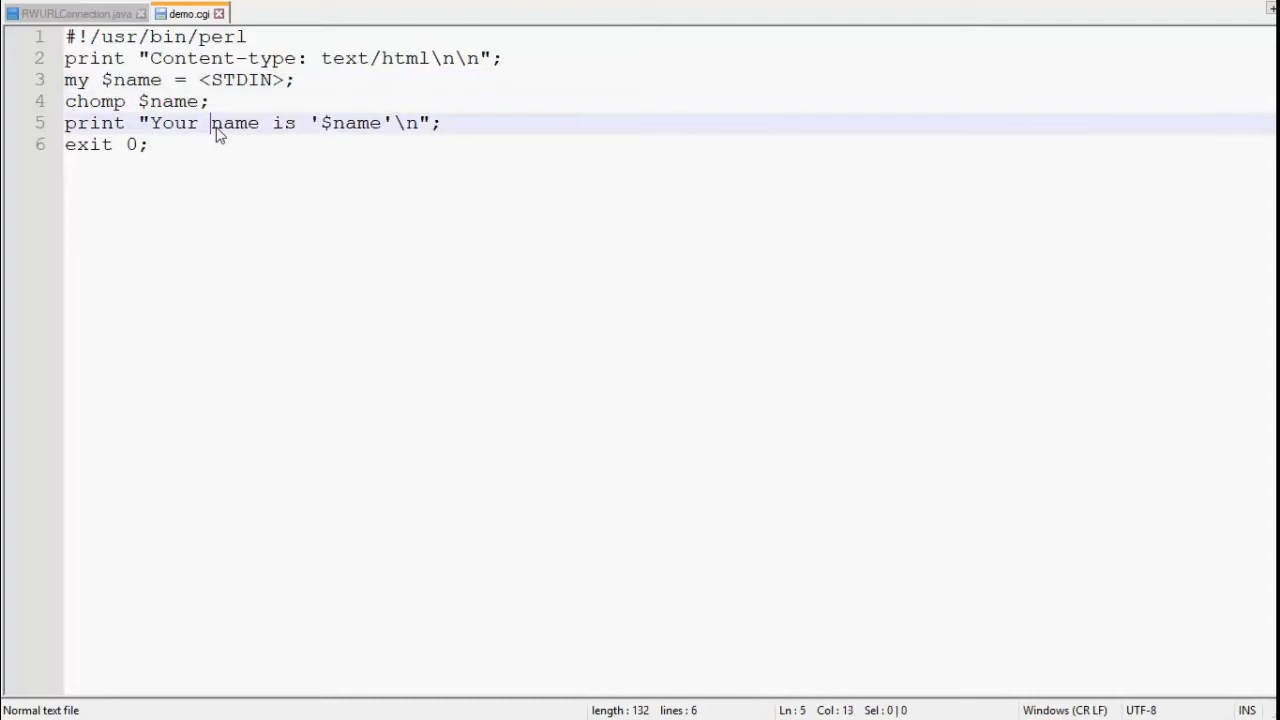 RWURLConnection.java demo.cgi
1 #!/usr/bin/perl
2 print "Content-type: text/html\n\n";
3 my $name = <STDIN>;
4 chomp $name;
5 print "Your name is '$name'\n";
6 exit 0;
Normal text file length : 132 lines : 6 Ln : 5 Col : 13 Sel : 0 | 0 Windows (CR LF) UTF-8 INS